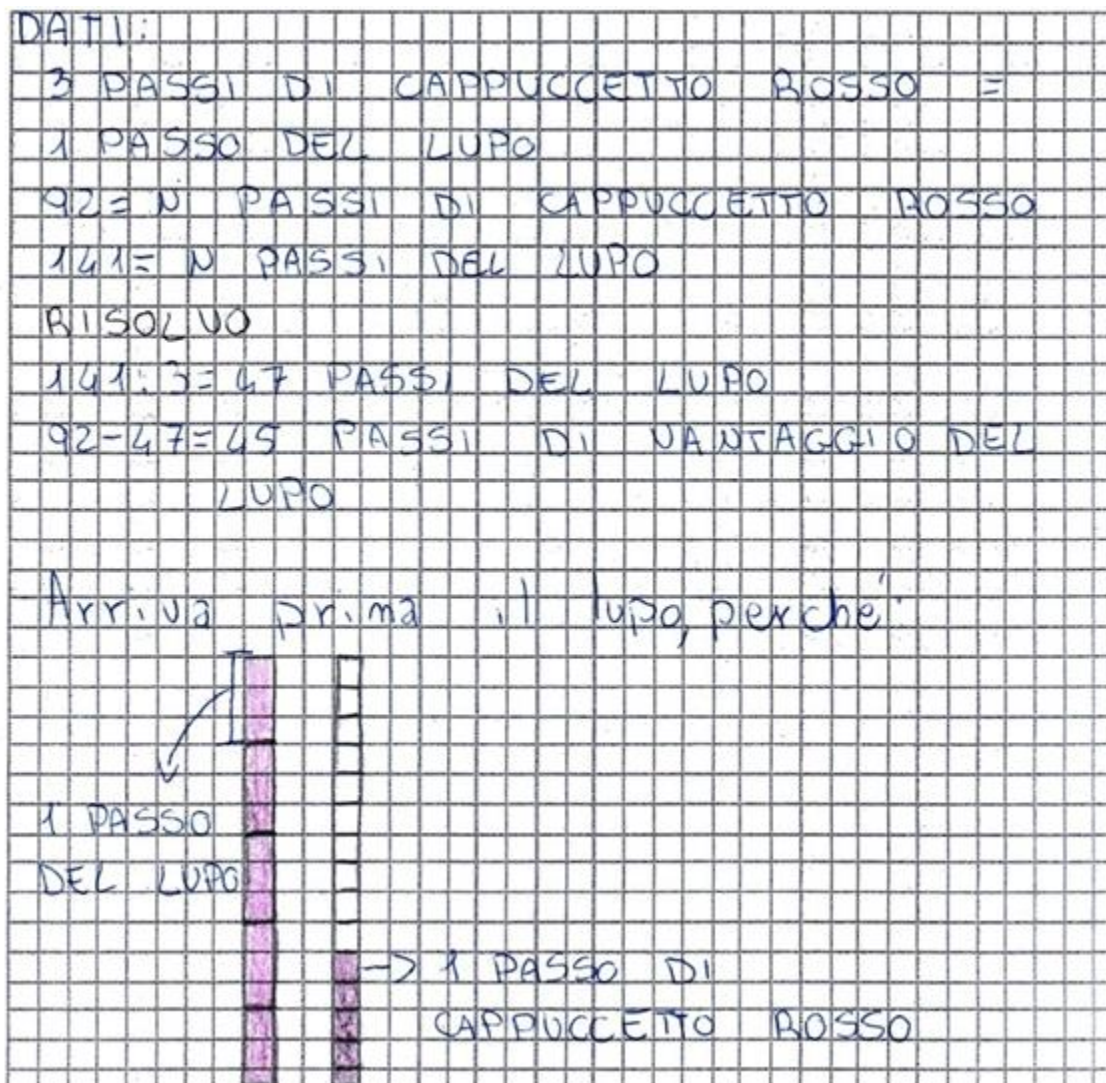 DATI:
3 PASSI DI CAPPUCCETTO ROSSO =
1 PASSO DEL LUPO
92= N PASSI DI CAPPUCCETTO ROSSO
141= N PASSI DEL LUPO
RISOLVO
141:3=47 PASSI DEL LUPO
92-47=45 PASSI DI VANTAGGIO DEL
LUPO
Arriva prima il lupo, perché:
1 PASSO
DEL LUPO
-> 1 PASSO DI
CAPPUCCETTO ROSSO